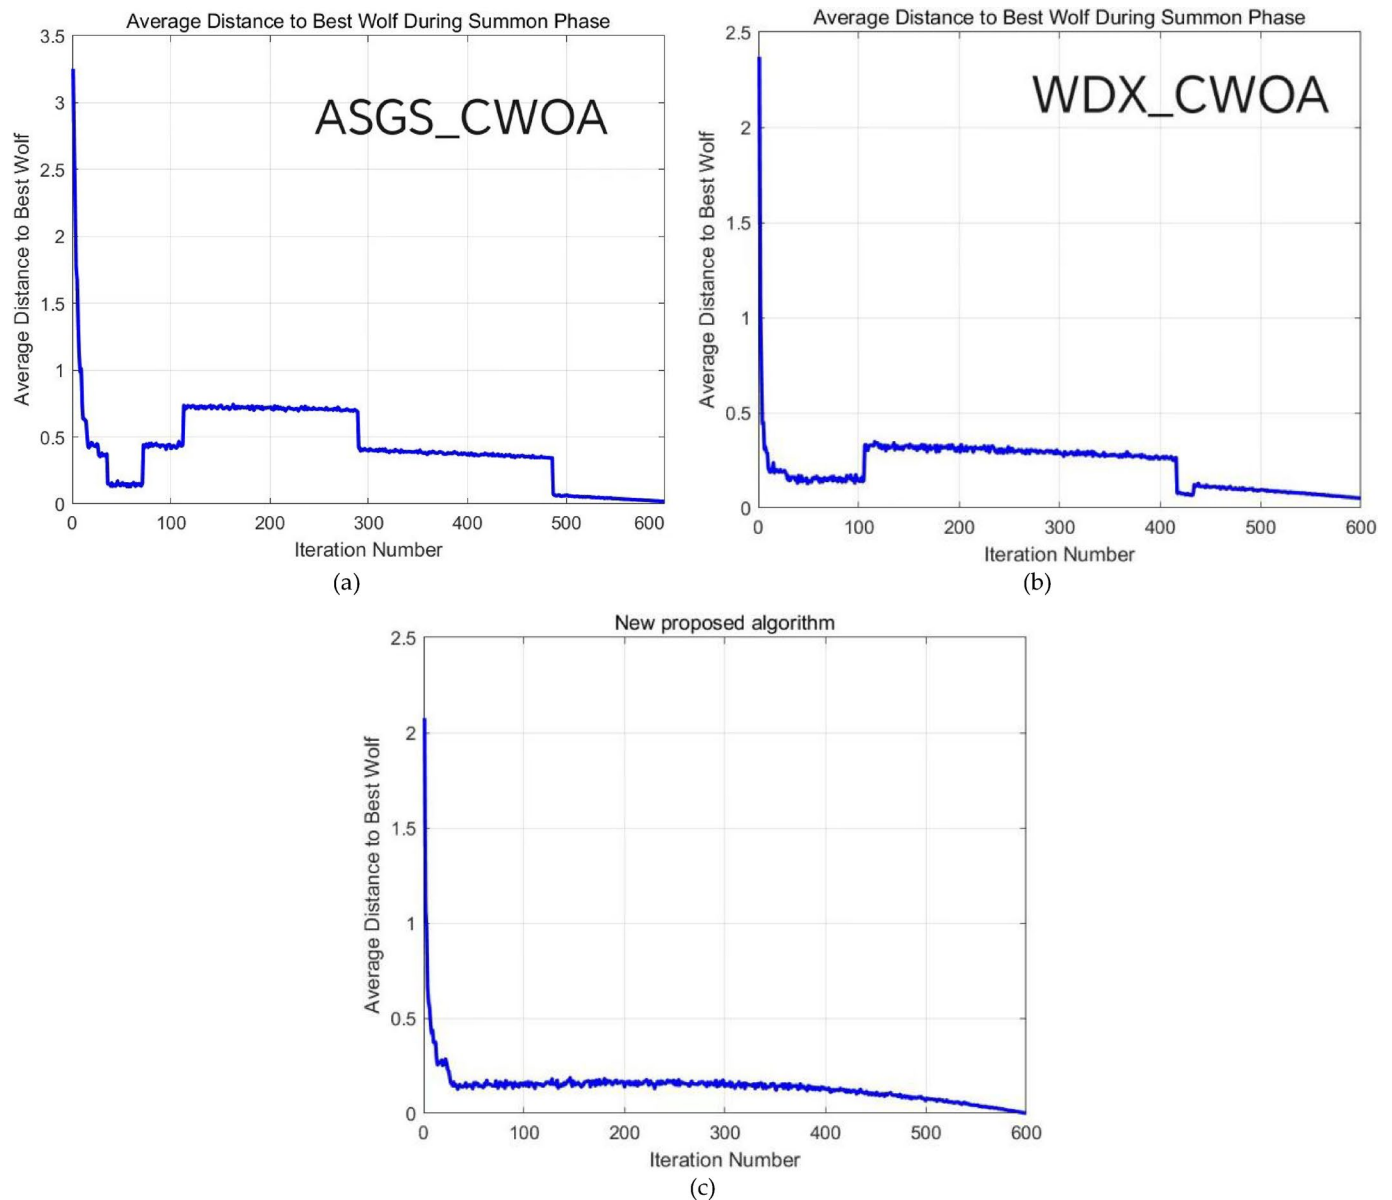 Average Distance to Best Wolf During Summon Phase
ASGS_CWOA
Average Distance to Best Wolf
3.5
3
2.5
2
1.5
1
0.5
0
0 100 200 300 400 500 600
Iteration Number
(a)
Average Distance to Best Wolf During Summon Phase
WDX_CWOA
Average Distance to Best Wolf
2.5
2
1.5
1
0.5
0
0 100 200 300 400 500 600
Iteration Number
(b)
New proposed algorithm
Average Distance to Best Wolf
2.5
2
1.5
1
0.5
0
0 100 200 300 400 500 600
Iteration Number
(c)